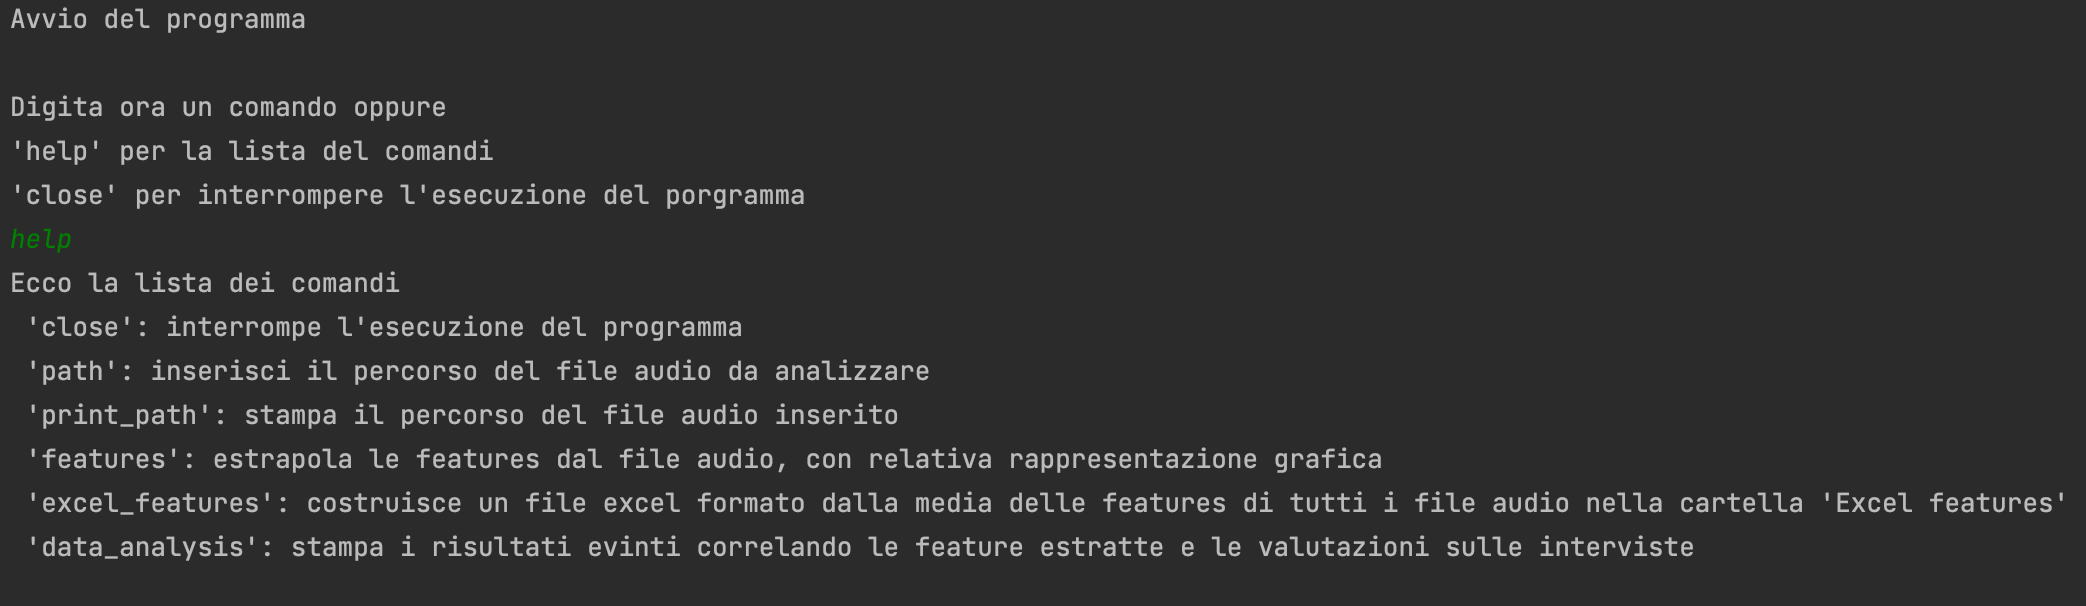 Avvio del programma
Digita ora un comando oppure
'help' per la lista del comandi
'close' per interrompere l'esecuzione del porgramma
help
Ecco la lista dei comandi
'close': interrompe l'esecuzione del programma
'path': inserisci il percorso del file audio da analizzare
'print_path': stampa il percorso del file audio inserito
'features': estrapola le features dal file audio, con relativa rappresentazione grafica
'excel_features': costruisce un file excel formato dalla media delle features di tutti i file audio nella cartella 'Excel features'
'data_analysis': stampa i risultati evinti correlando le feature estratte e le valutazioni sulle interviste